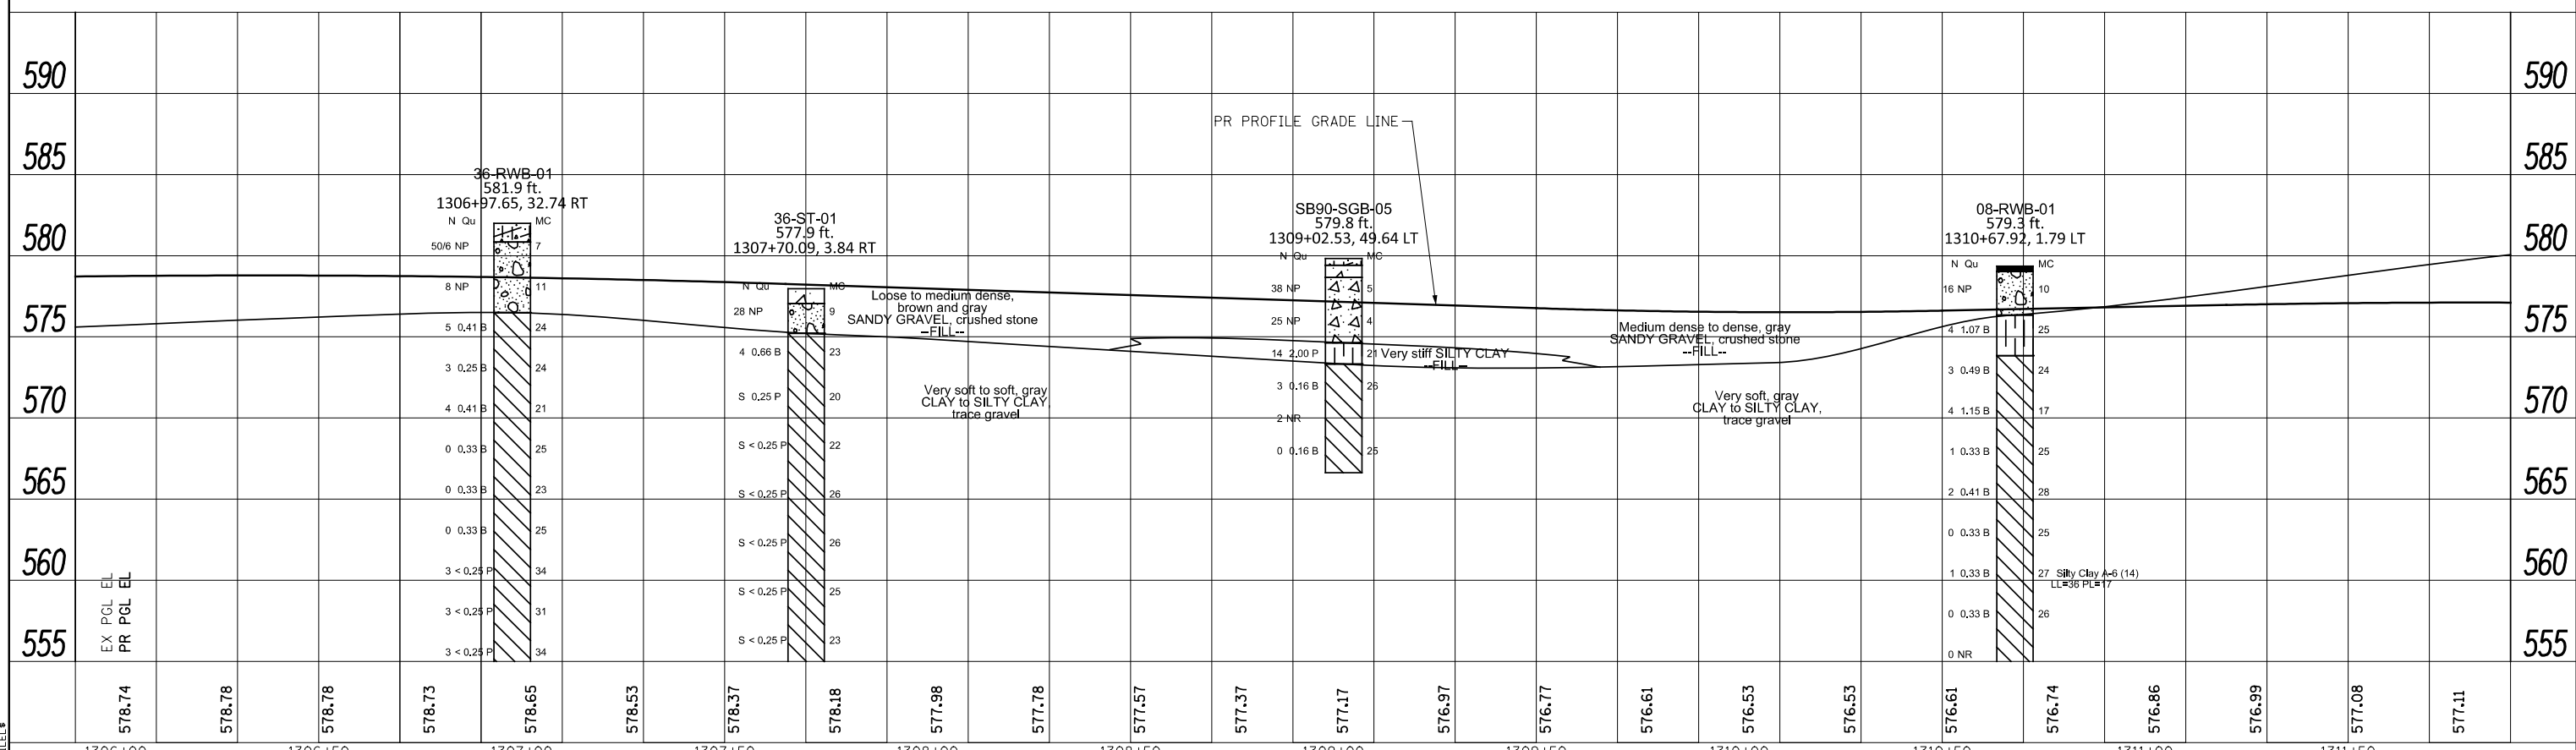 590
585
580
575
570
565
560
555
EX PGL EL
PR PGL EL
36-RWB-01
581.9 ft.
1306+97.65, 32.74 RT
N Qu MC
50/6 NP 7
8 NP 11
5 0.41 B 24
3 0.25 B 24
4 0.41 B 21
0 0.33 B 25
0 0.33 B 23
0 0.33 B 25
3 < 0.25 P 34
3 < 0.25 P 31
3 < 0.25 P 34
36-ST-01
577.9 ft.
1307+70.09, 3.84 RT
N Qu MC
28 NP 9
4 0.66 B 23
S 0.25 P 20
S < 0.25 P 22
S < 0.25 P 26
S < 0.25 P 26
S < 0.25 P 25
S < 0.25 P 23
Loose to medium dense,
brown and gray
SANDY GRAVEL, crushed stone
--FILL--
Very soft to soft, gray
CLAY to SILTY CLAY,
trace gravel
PR PROFILE GRADE LINE
SB90-SGB-05
579.8 ft.
1309+02.53, 49.64 LT
N Qu MC
38 NP 5
25 NP 4
14 2.00 P 21
3 0.16 B 26
2 NR
0 0.16 B 25
Very stiff SILTY CLAY
--FILL--
Medium dense to dense, gray
SANDY GRAVEL, crushed stone
--FILL--
Very soft, gray
CLAY to SILTY CLAY,
trace gravel
08-RWB-01
579.3 ft.
1310+67.92, 1.79 LT
N Qu MC
16 NP 10
4 1.07 B 25
3 0.49 B 24
4 1.15 B 17
1 0.33 B 25
2 0.41 B 28
0 0.33 B 25
1 0.33 B 27 Silty Clay A-6 (14)
LL=36 PL=17
0 0.33 B 26
0 NR
590
585
580
575
570
565
560
555
578.74
578.78
578.78
578.73
578.65
578.53
578.37
578.18
577.98
577.78
577.57
577.37
577.17
576.97
576.77
576.61
576.53
576.53
576.61
576.74
576.86
576.99
577.08
577.11